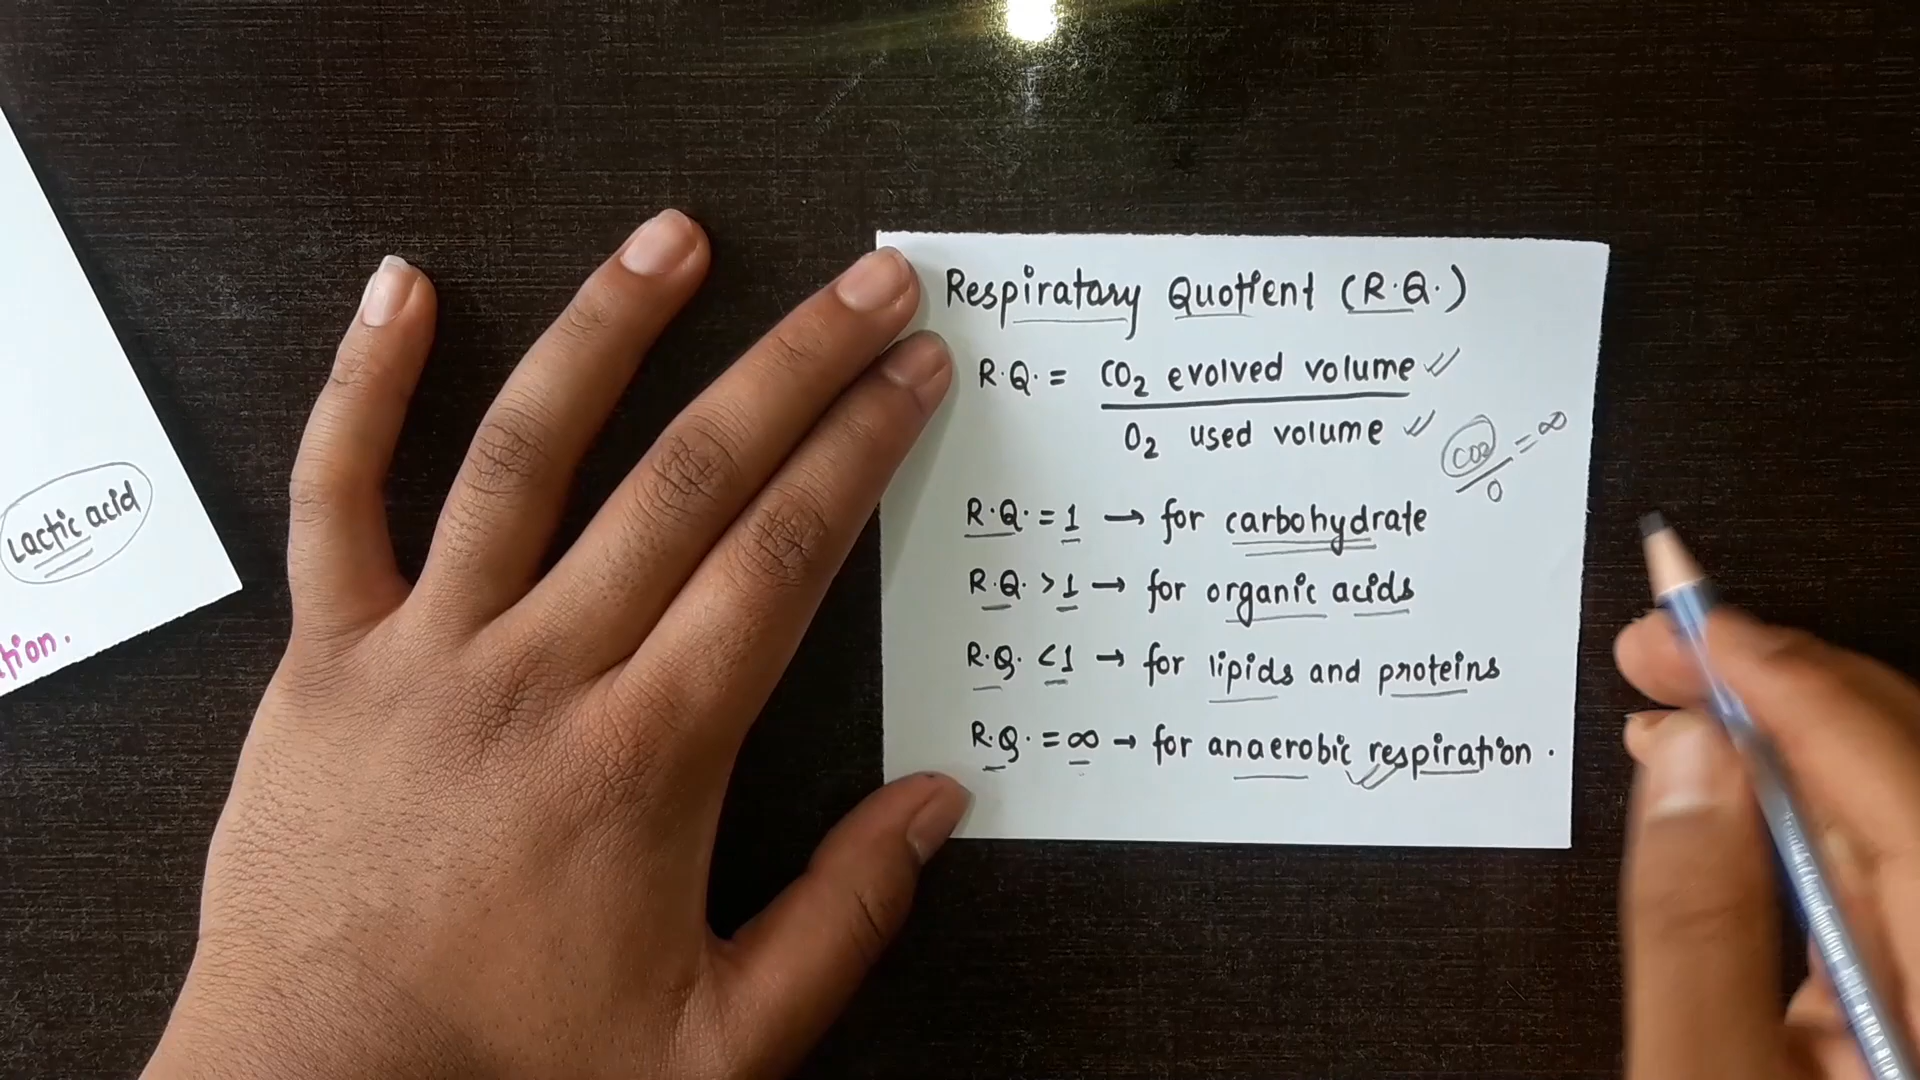 Lactic acid
tion.
Respiratory Quotient (R.Q.)
R.Q. = CO2 evolved volume
O2 used volume
CO2 = ∞
0
R.Q. = 1 → for carbohydrate
R.Q. >1 → for organic acids
R.Q. <1 → for lipids and proteins
R.Q. = ∞ → for anaerobic respiration.